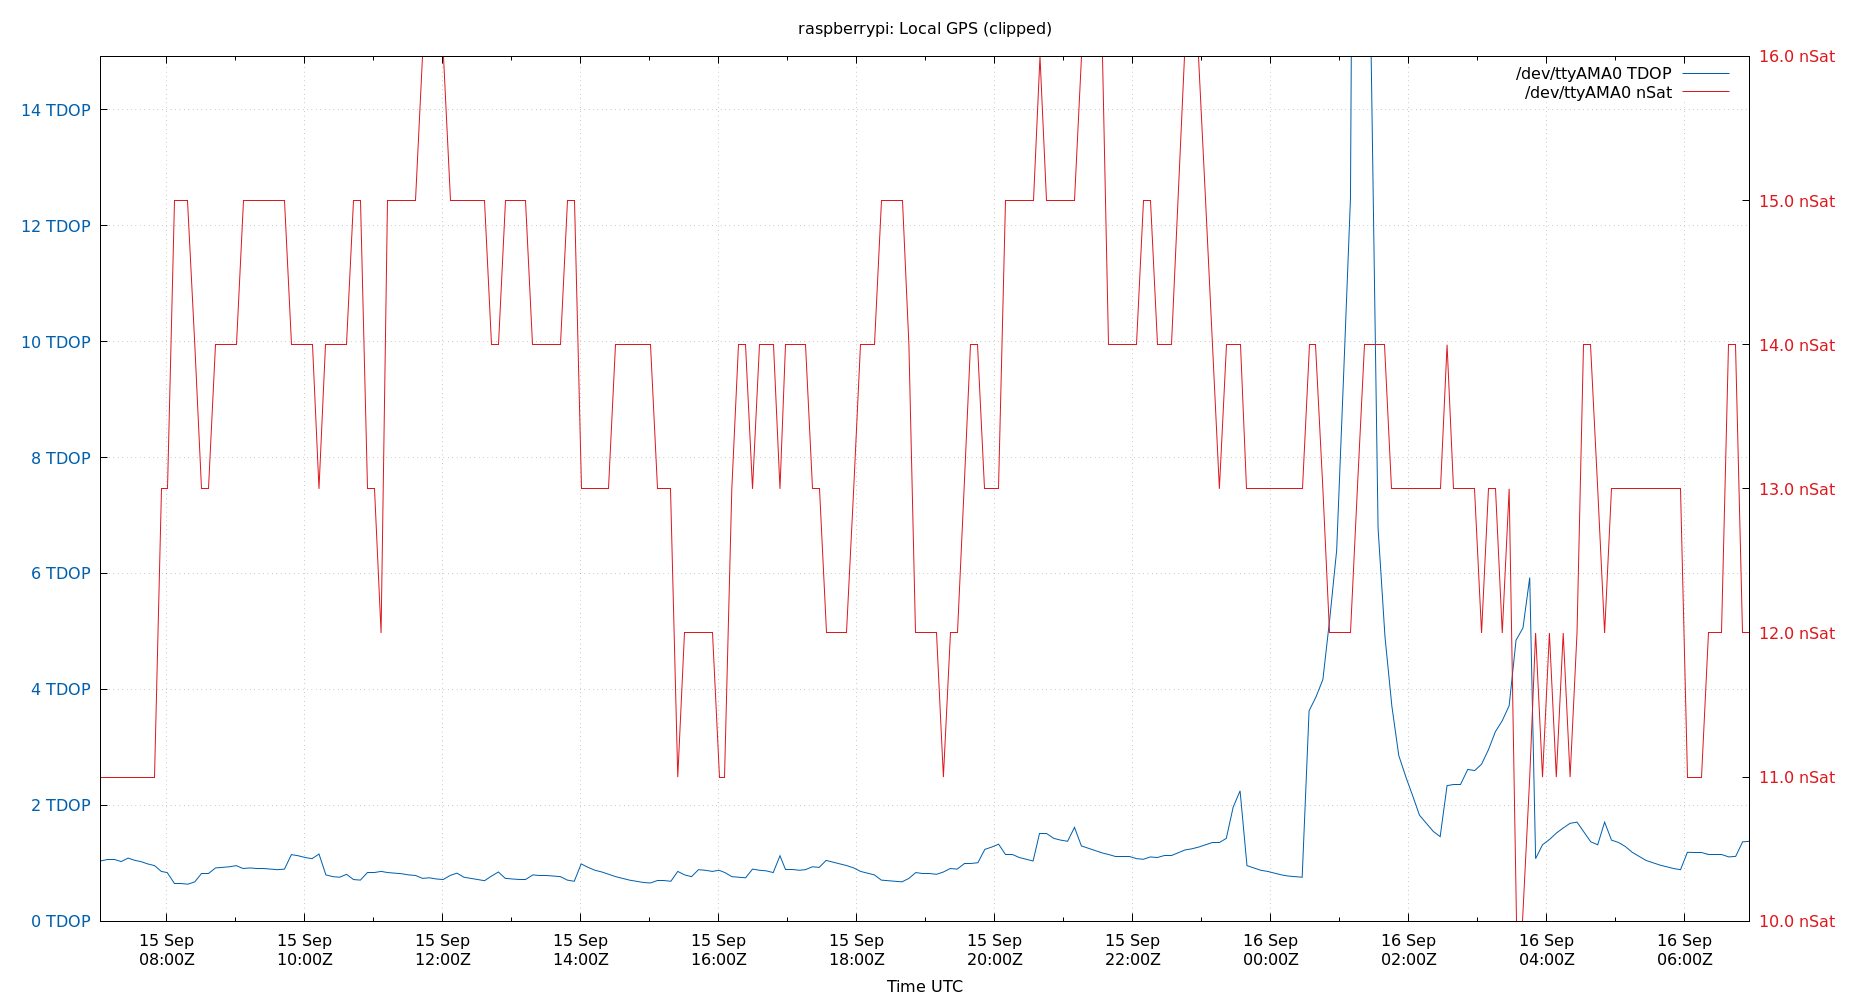 raspberrypi: Local GPS (clipped)
/dev/ttyAMA0 TDOP
/dev/ttyAMA0 nSat
14 TDOP
12 TDOP
10 TDOP
8 TDOP
6 TDOP
4 TDOP
2 TDOP
0 TDOP
16.0 nSat
15.0 nSat
14.0 nSat
13.0 nSat
12.0 nSat
11.0 nSat
10.0 nSat
15 Sep
08:00Z
15 Sep
10:00Z
15 Sep
12:00Z
15 Sep
14:00Z
15 Sep
16:00Z
15 Sep
18:00Z
15 Sep
20:00Z
15 Sep
22:00Z
16 Sep
00:00Z
16 Sep
02:00Z
16 Sep
04:00Z
16 Sep
06:00Z
Time UTC